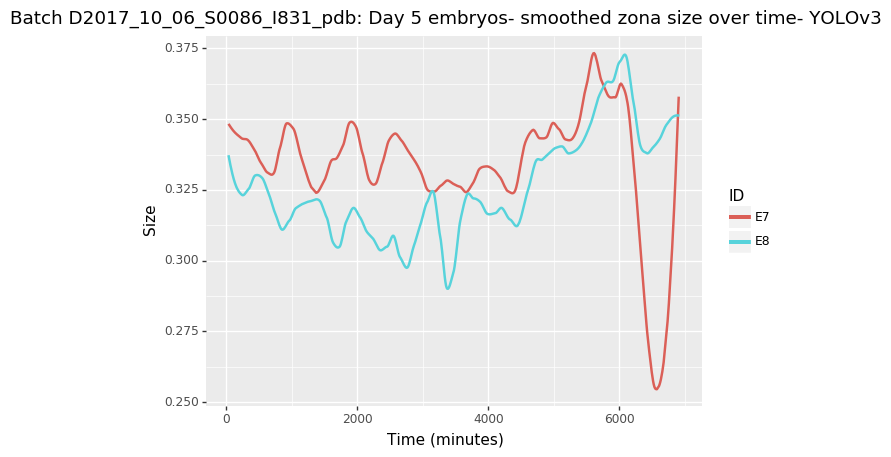 Batch D2017_10_06_S0086_I831_pdb: Day 5 embryos- smoothed zona size over time- YOLOv3
0.375
0.350
0.325
0.300
0.275
0.250
Size
0
2000
4000
6000
Time (minutes)
ID
E7
E8